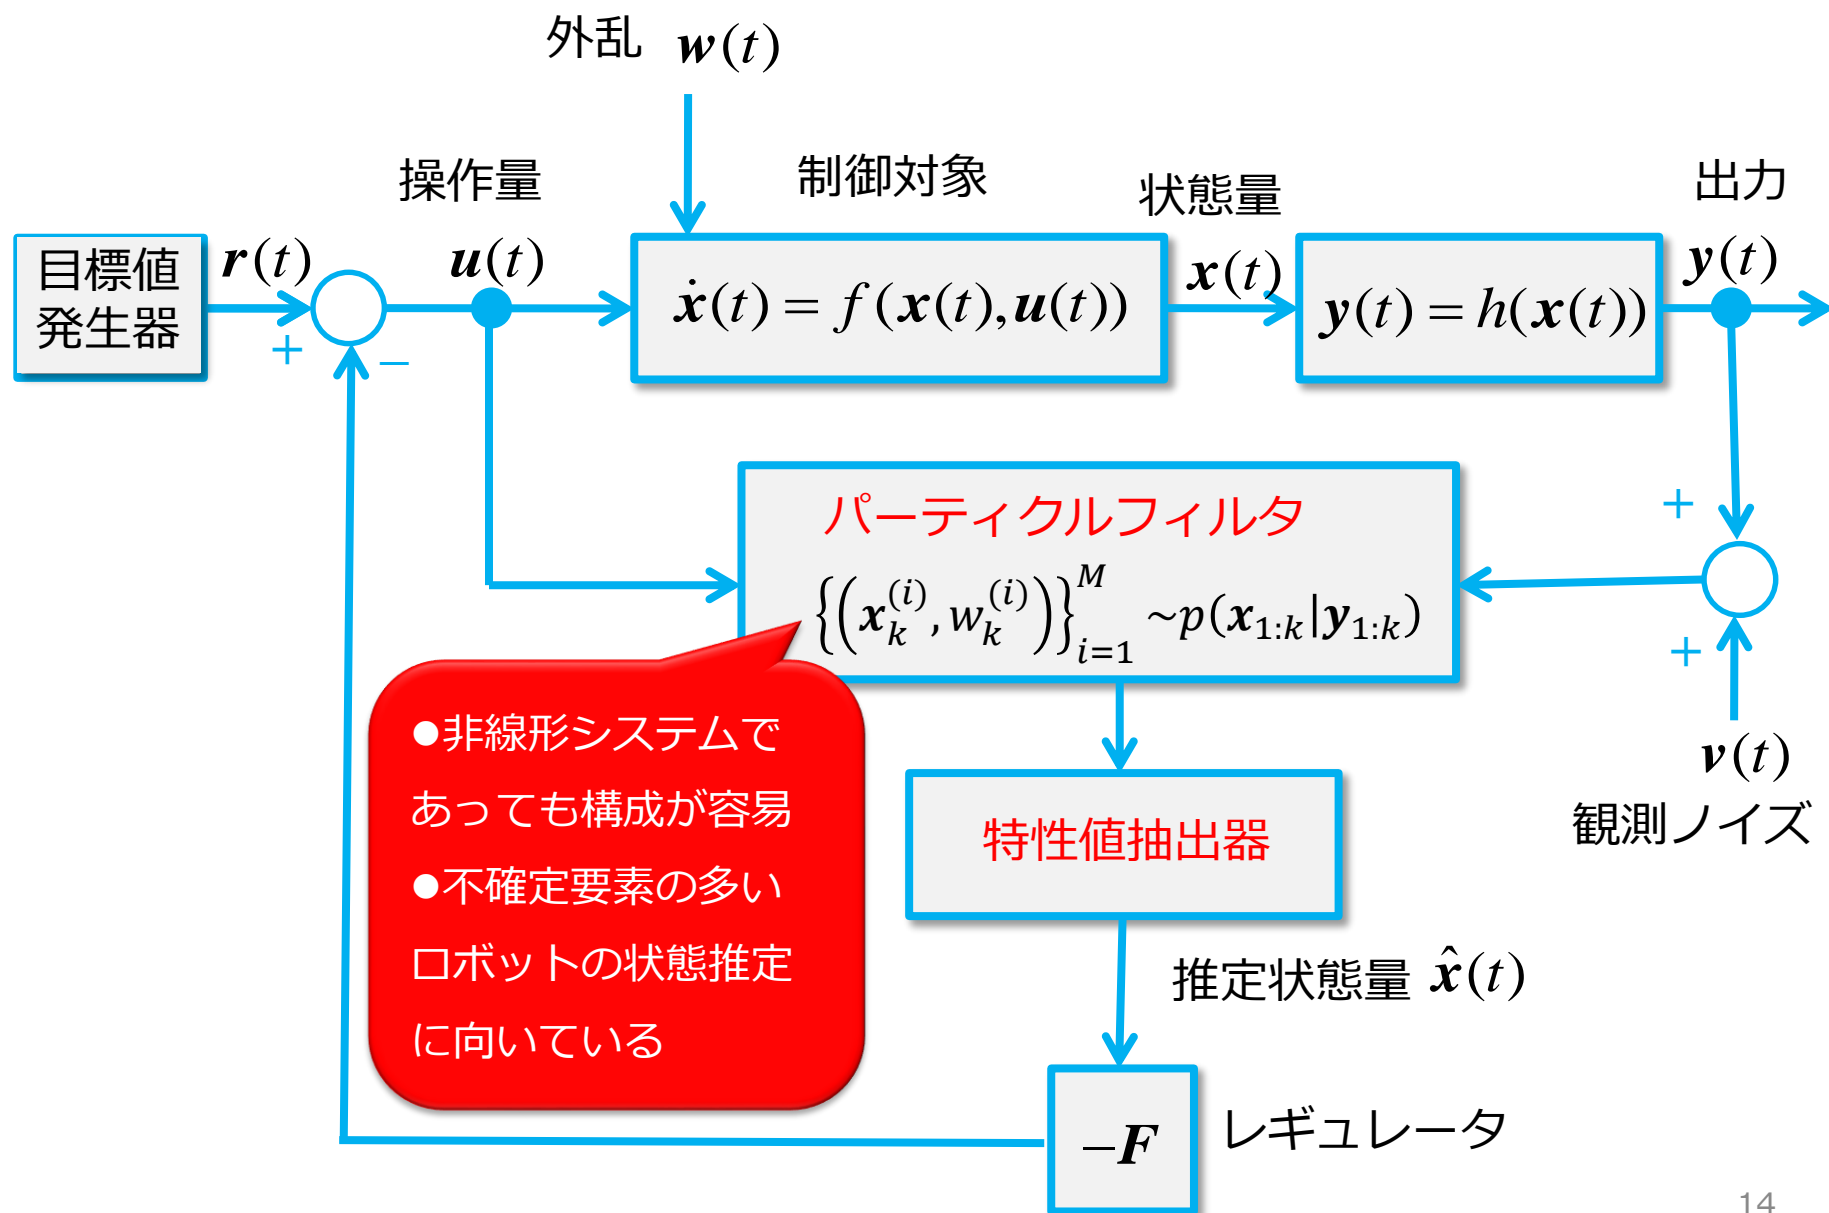 外乱 w(t)
操作量
制御対象
状態量
出力
目標値
発生器
r(t)
u(t)
ẋ(t) = f(x(t),u(t))
x(t)
y(t) = h(x(t))
y(t)
+
−
パーティクルフィルタ
{(x_k^(i), w_k^(i))}_{i=1}^M ~p(x_{1:k}|y_{1:k})
+
+
v(t)
観測ノイズ
●非線形システムで
あっても構成が容易
●不確定要素の多い
ロボットの状態推定
に向いている
特性値抽出器
推定状態量 x̂(t)
−F
レギュレータ
14